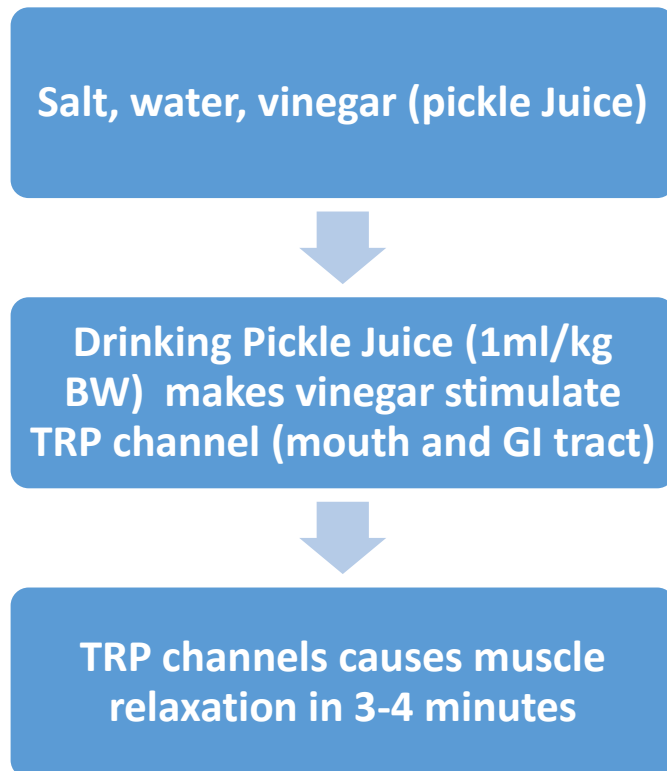 Salt, water, vinegar (pickle Juice)
Drinking Pickle Juice (1ml/kg
BW) makes vinegar stimulate
TRP channel (mouth and GI tract)
TRP channels causes muscle
relaxation in 3-4 minutes